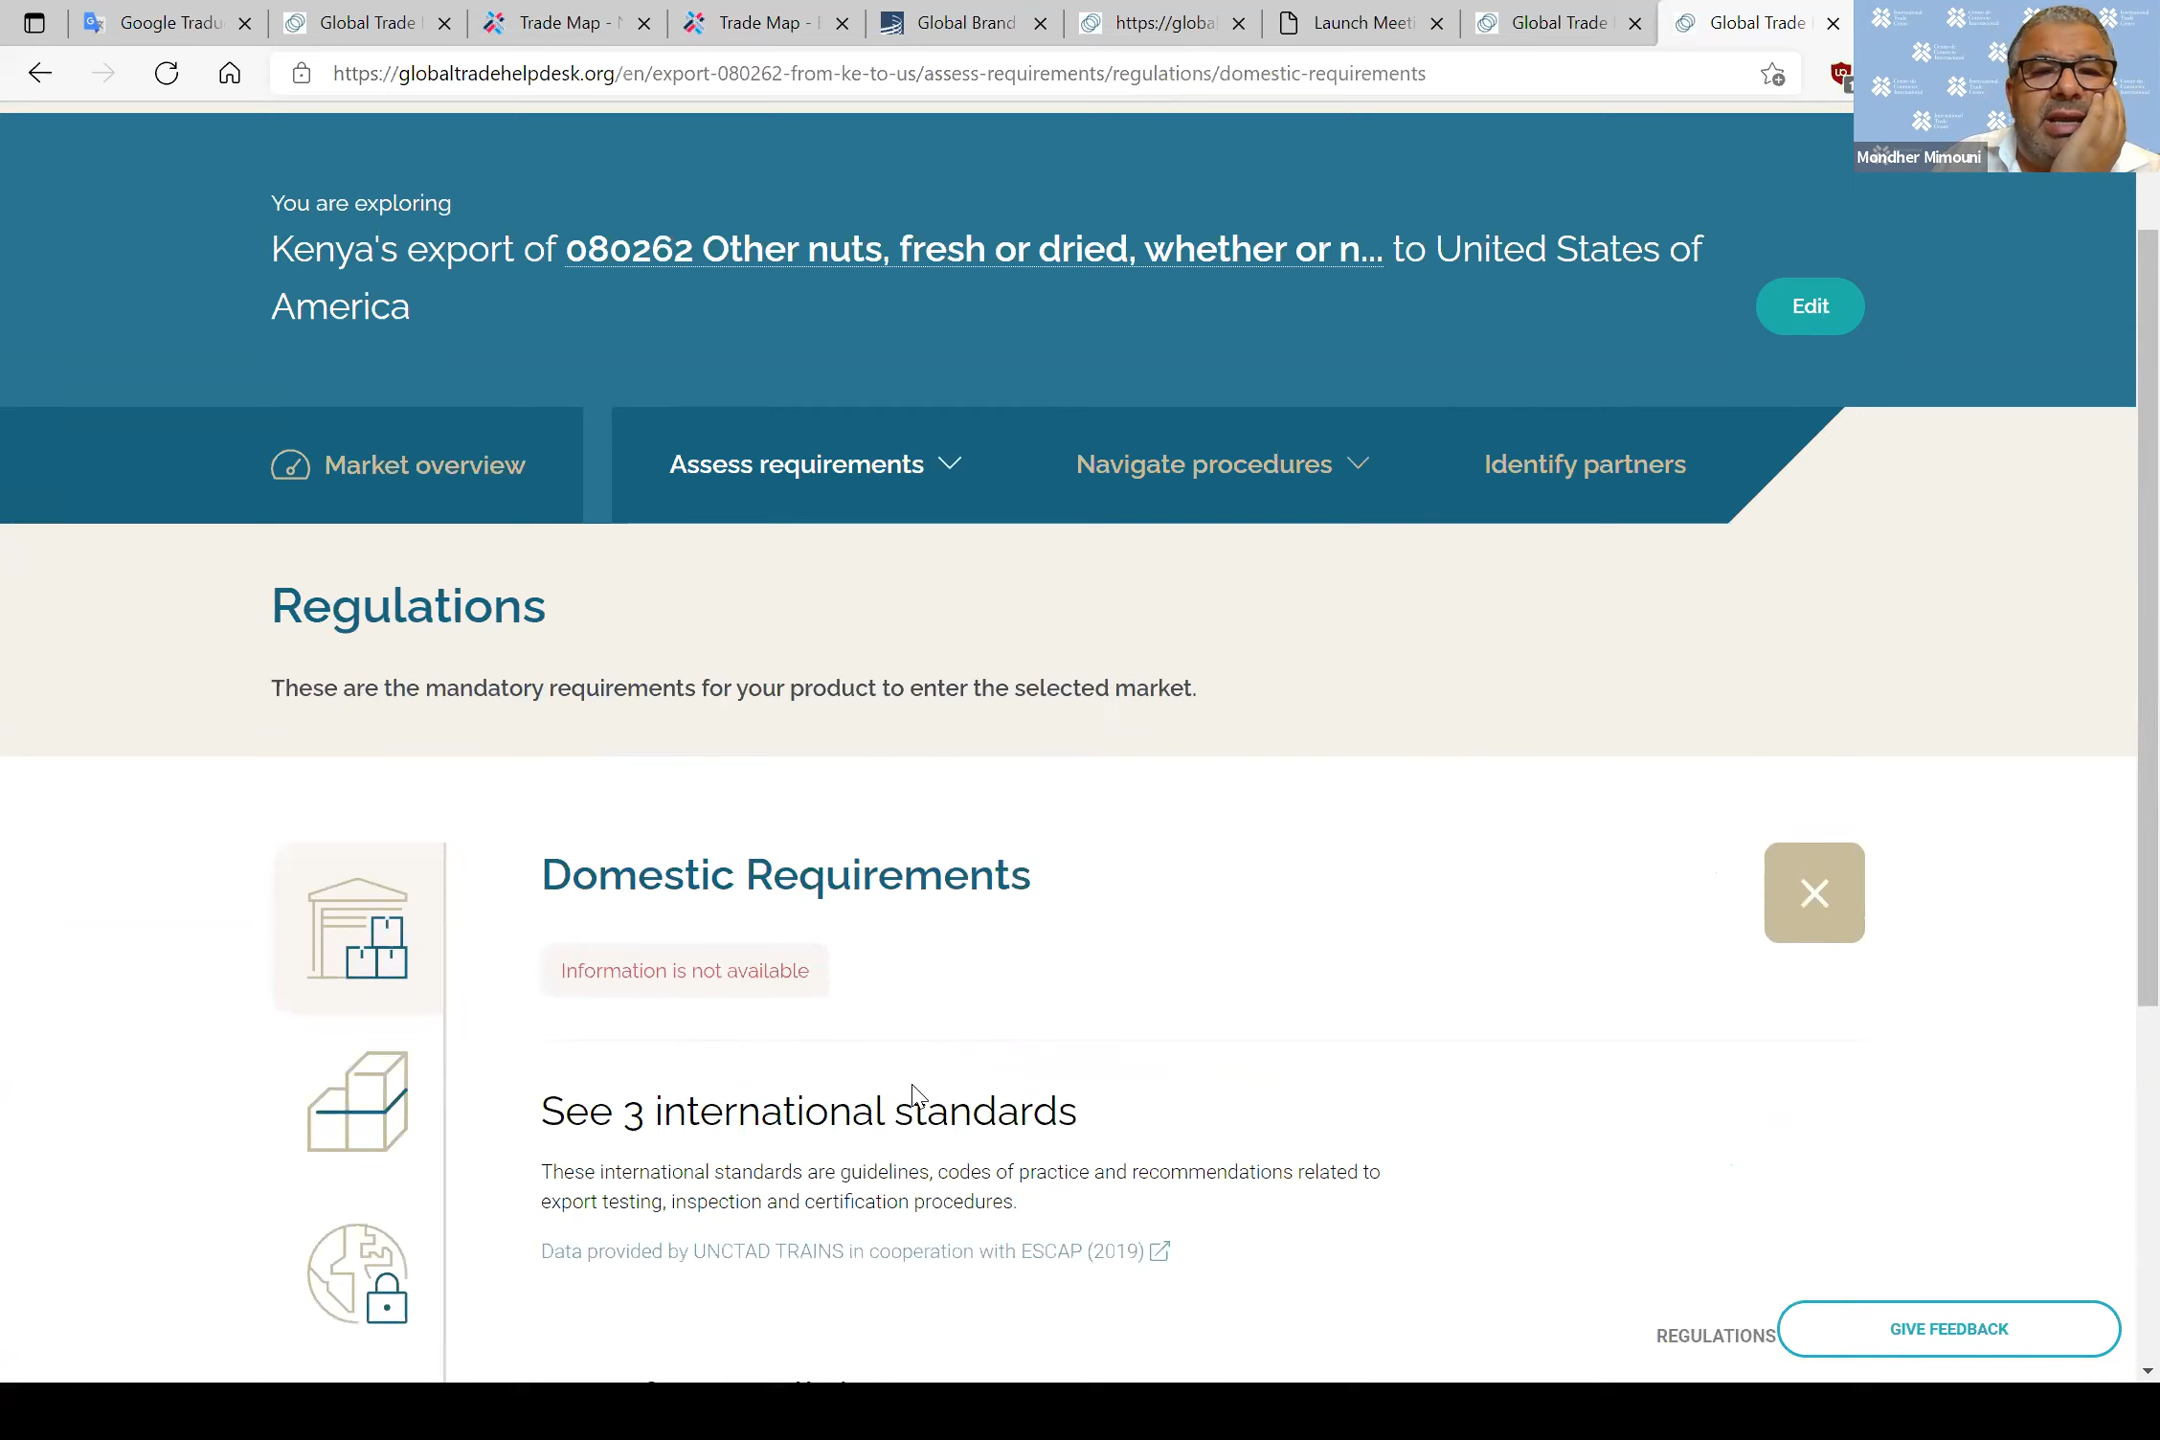 Google Tradu
Global Trade
Trade Map -
Trade Map -
Global Brand
https://globa
Launch Meeti
Global Trade
Global Trade
https://globaltradehelpdesk.org/en/export-080262-from-ke-to-us/assess-requirements/regulations/domestic-requirements
Mondher Mimouni
You are exploring
Kenya's export of 080262 Other nuts, fresh or dried, whether or n... to United States of
America
Edit
Market overview
Assess requirements
Navigate procedures
Identify partners
Regulations
These are the mandatory requirements for your product to enter the selected market.
Domestic Requirements
Information is not available
See 3 international standards
These international standards are guidelines, codes of practice and recommendations related to
export testing, inspection and certification procedures.
Data provided by UNCTAD TRAINS in cooperation with ESCAP (2019)
REGULATIONS
GIVE FEEDBACK